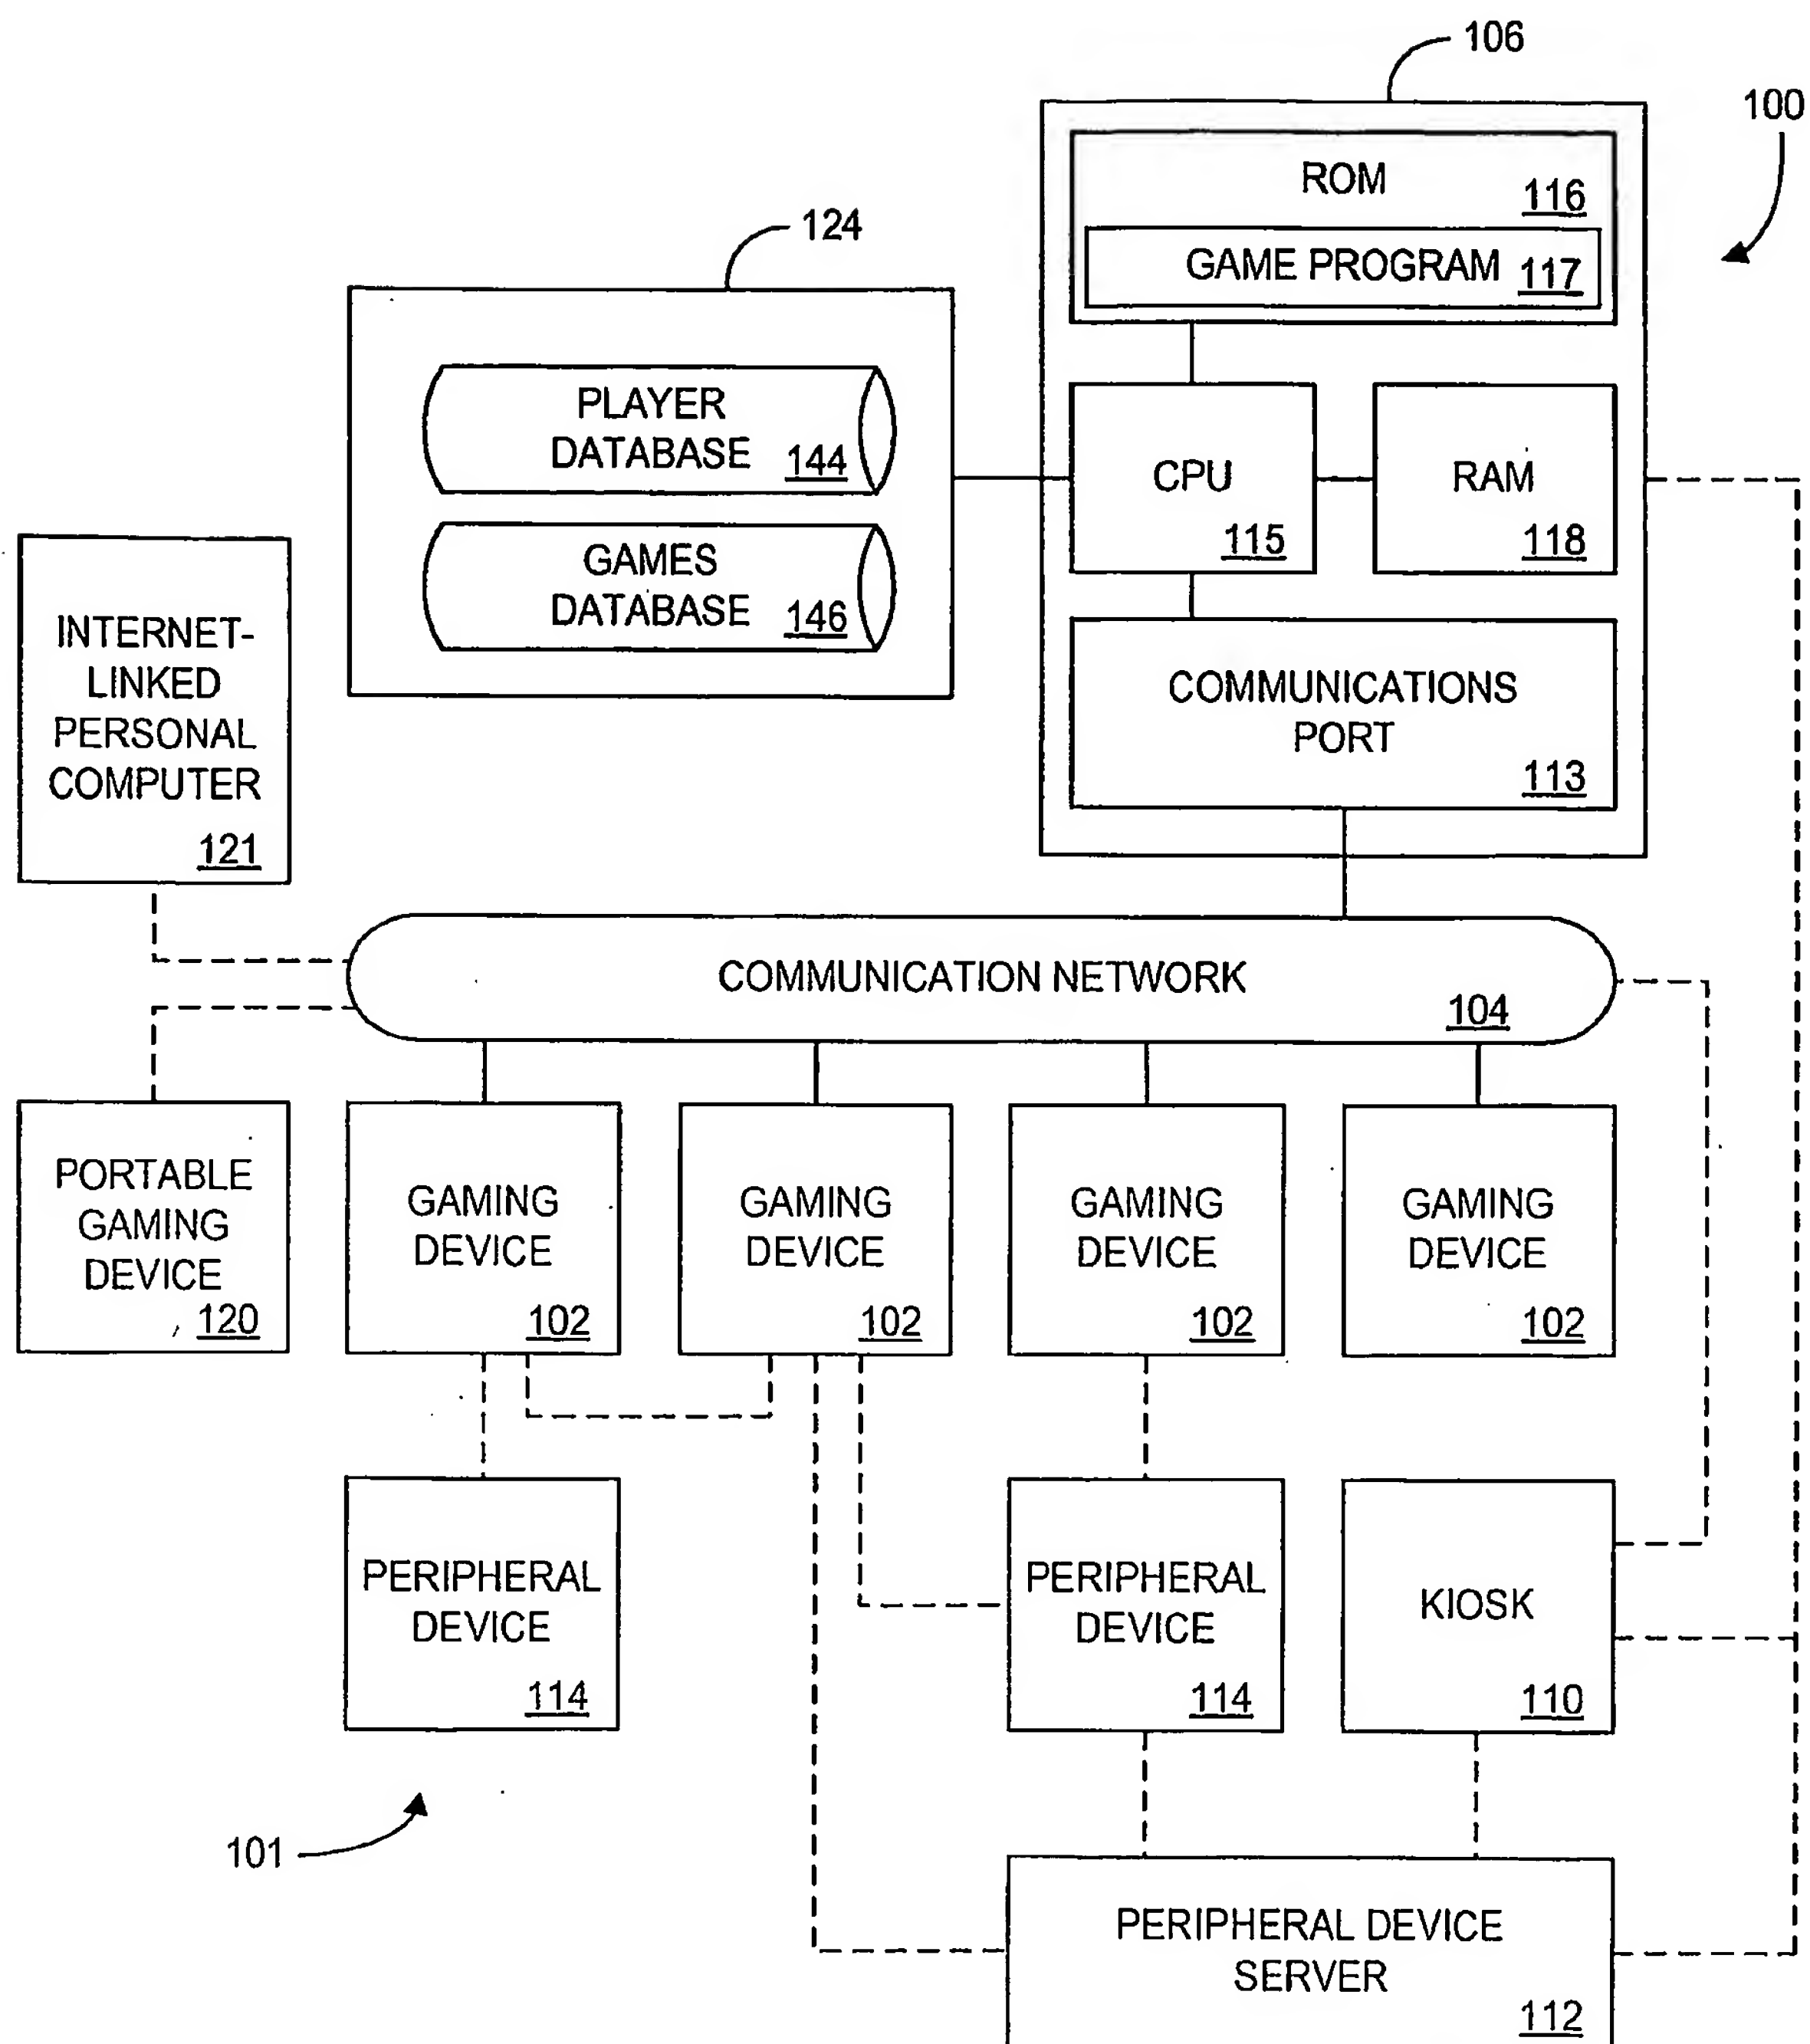 106
100
ROM
116
GAME PROGRAM 117
124
PLAYER
DATABASE 144
GAMES
DATABASE 146
CPU
115
RAM
118
COMMUNICATIONS
PORT
113
INTERNET-
LINKED
PERSONAL
COMPUTER
121
COMMUNICATION NETWORK
104
PORTABLE
GAMING
DEVICE
120
GAMING
DEVICE
102
GAMING
DEVICE
102
GAMING
DEVICE
102
GAMING
DEVICE
102
PERIPHERAL
DEVICE
114
PERIPHERAL
DEVICE
114
KIOSK
110
101
PERIPHERAL DEVICE
SERVER
112